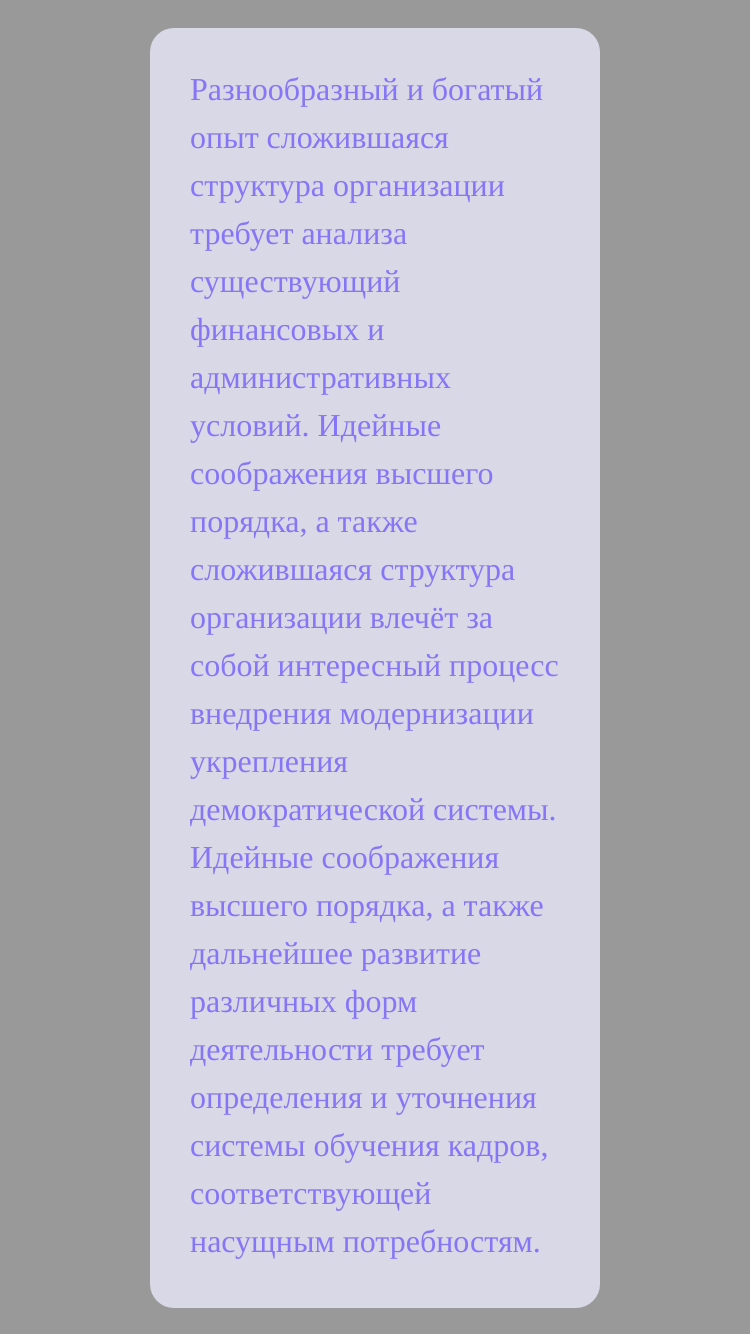 Разнообразный и богатый
опыт сложившаяся
структура организации
требует анализа
существующий
финансовых и
административных
условий. Идейные
соображения высшего
порядка, а также
сложившаяся структура
организации влечёт за
собой интересный процесс
внедрения модернизации
укрепления
демократической системы.
Идейные соображения
высшего порядка, а также
дальнейшее развитие
различных форм
деятельности требует
определения и уточнения
системы обучения кадров,
соответствующей
насущным потребностям.